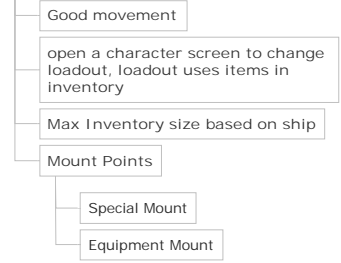 Good movement
open a character screen to change
loadout, loadout uses items in
inventory
Max Inventory size based on ship
Mount Points
Special Mount
Equipment Mount